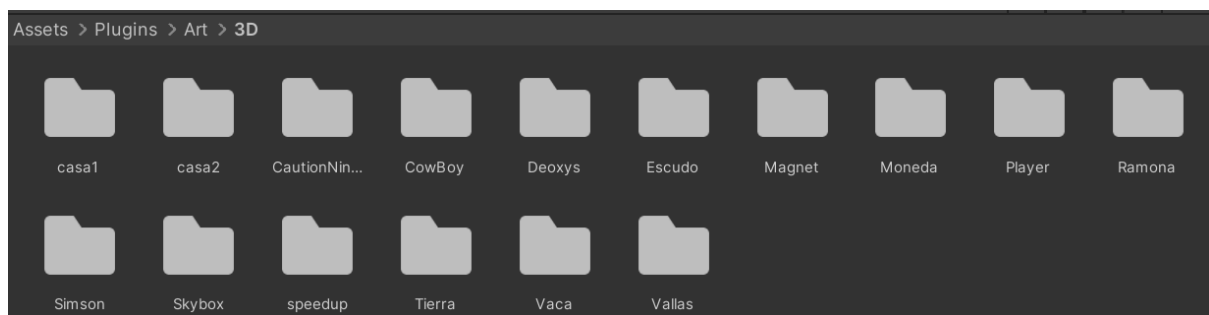 Assets > Plugins > Art > 3D
casa1 casa2 CautionNin... CowBoy Deoxys Escudo Magnet Moneda Player Ramona
Simson Skybox speedup Tierra Vaca Vallas